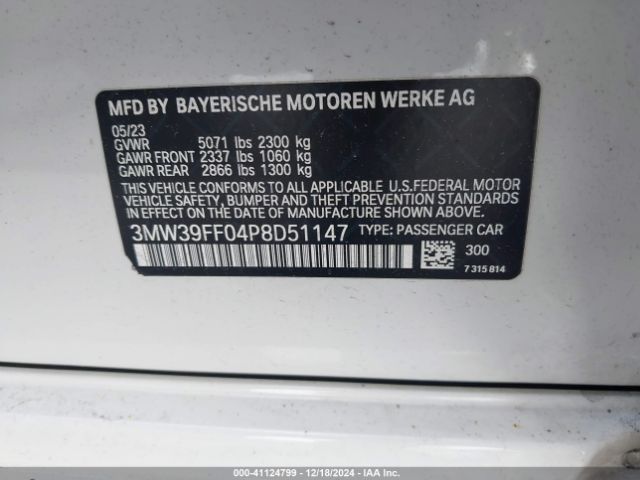 MFD BY BAYERISCHE MOTOREN WERKE AG
05/23
GVWR 5071 lbs 2300 kg
GAWR FRONT 2337 lbs 1060 kg
GAWR REAR 2866 lbs 1300 kg
THIS VEHICLE CONFORMS TO ALL APPLICABLE U.S.FEDERAL MOTOR
VEHICLE SAFETY, BUMPER AND THEFT PREVENTION STANDARDS
IN EFFECT ON THE DATE OF MANUFACTURE SHOWN ABOVE.
3MW39FF04P8D51147 TYPE: PASSENGER CAR
300
7 315 814
000-41124799 - 12/18/2024 - IAA Inc.